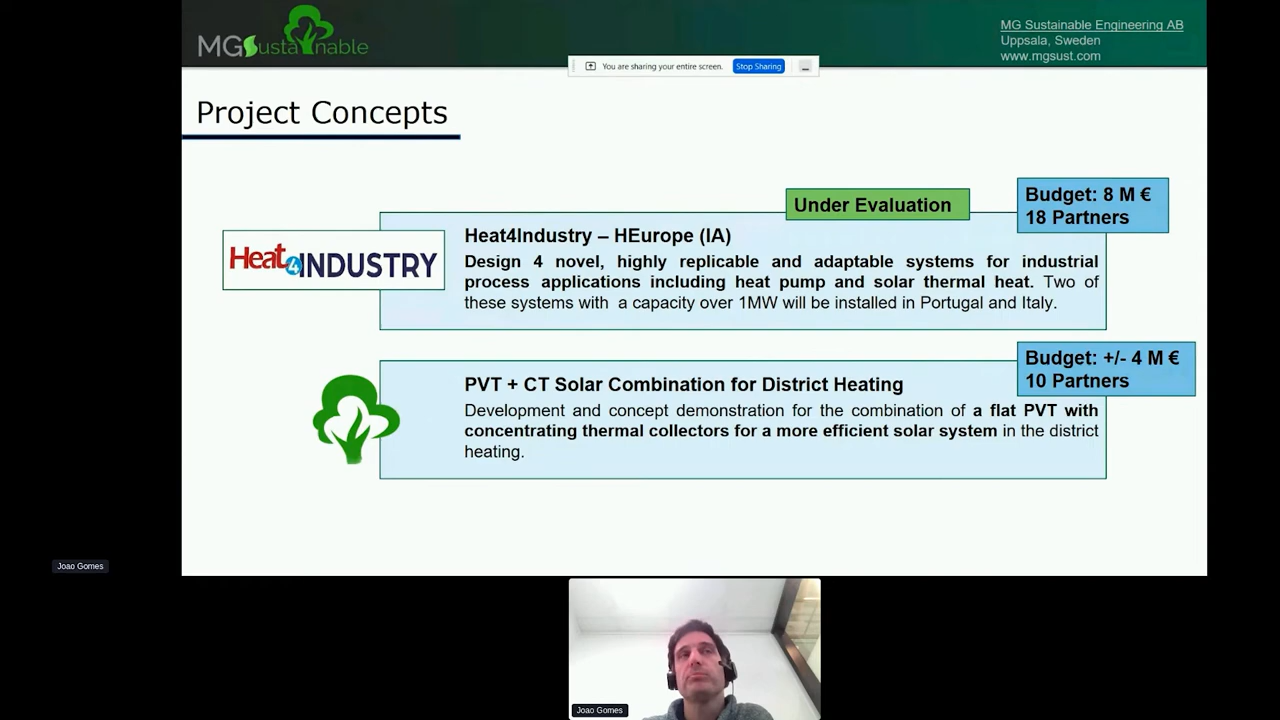 MGSustainable
MG Sustainable Engineering AB
Uppsala, Sweden
www.mgsust.com
You are sharing your entire screen.
Stop Sharing
Project Concepts
Under Evaluation
Budget: 8 M €
18 Partners
Heat4INDUSTRY
Heat4Industry – HEurope (IA)
Design 4 novel, highly replicable and adaptable systems for industrial
process applications including heat pump and solar thermal heat. Two of
these systems with a capacity over 1MW will be installed in Portugal and Italy.
Budget: +/- 4 M €
10 Partners
PVT + CT Solar Combination for District Heating
Development and concept demonstration for the combination of a flat PVT with
concentrating thermal collectors for a more efficient solar system in the district
heating.
Joao Gomes
Joao Gomes